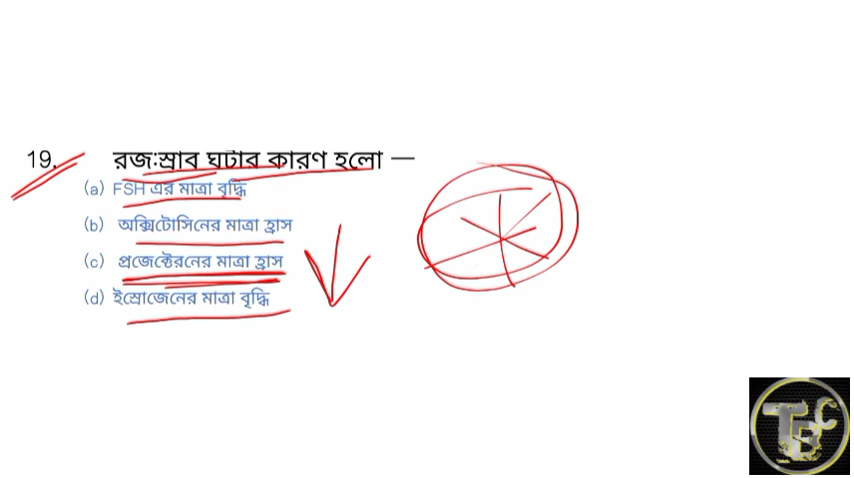 19. রজঃস্রাব ঘটার কারণ হলো —
(a) FSH এর মাত্রা বৃদ্ধি
(b) অক্সিটোসিনের মাত্রা হ্রাস
(c) প্রজেস্টেরনের মাত্রা হ্রাস
(d) ইস্ট্রোজেনের মাত্রা বৃদ্ধি